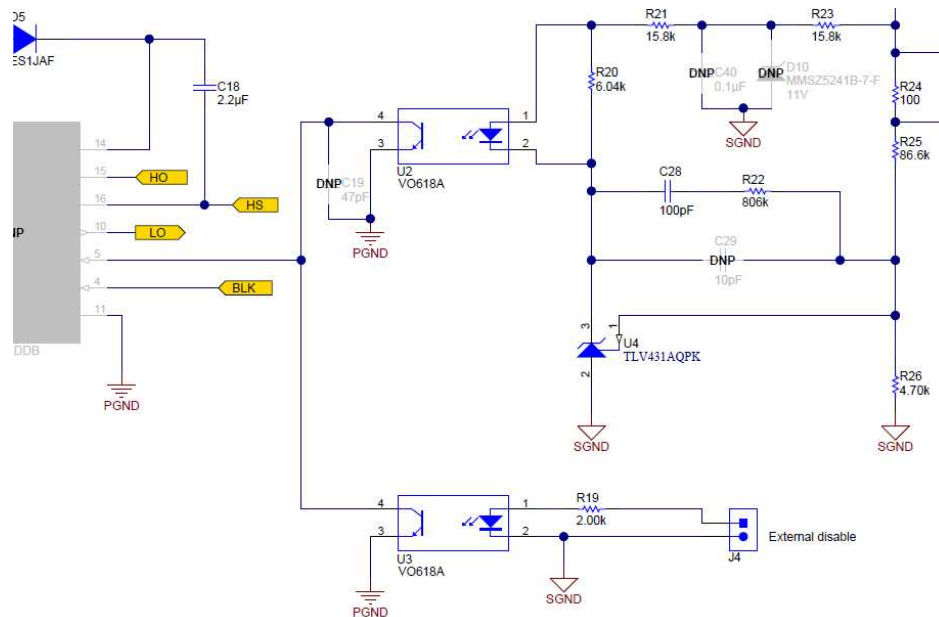 D5
ES1JAF
C18
2.2µF
14
15
HO
16
HS
10
LO
5
4
BLK
11
NP
DDB
PGND
DNP
C19
47pF
PGND
4
3
1
2
U2
VO618A
R20
6.04k
R21
15.8k
DNP
C40
0.1µF
DNP
D10
MMSZ5241B-7-F
11V
SGND
R23
15.8k
R24
100
R25
86.6k
C28
100pF
R22
806k
C29
DNP
10pF
3
1
2
U4
TLV431AQPK
SGND
R26
4.70k
SGND
4
3
1
2
U3
VO618A
PGND
R19
2.00k
SGND
J4
External disable